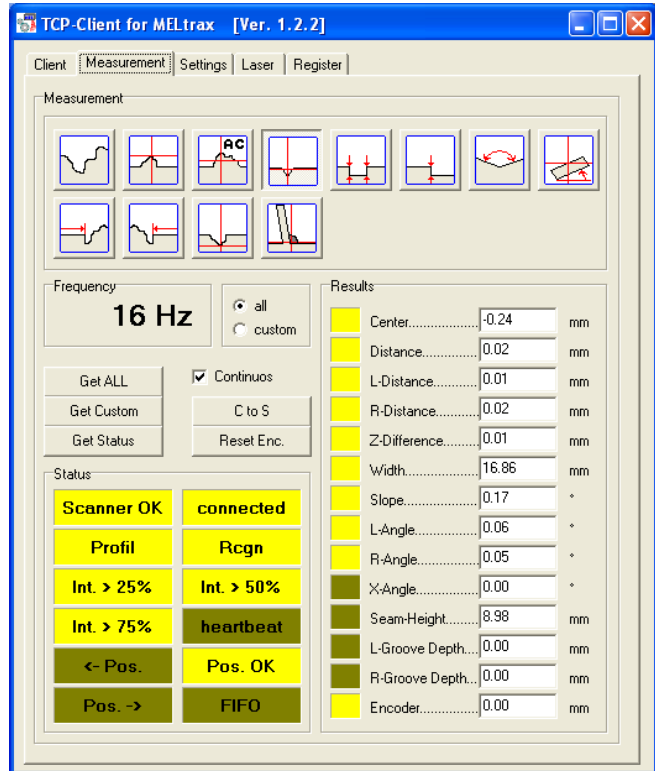 TCP-Client for MELtrax [Ver. 1.2.2]
Client Measurement Settings Laser Register
Measurement
AC
Frequency
16 Hz
all
custom
Get ALL
Continuos
Get Custom
C to S
Get Status
Reset Enc.
Status
Scanner OK connected
Profil Rcgn
Int. > 25% Int. > 50%
Int. > 75% heartbeat
<- Pos. Pos. OK
Pos. -> FIFO
Results
Center................... -0.24 mm
Distance.............. 0.02 mm
L-Distance........... 0.01 mm
R-Distance.......... 0.02 mm
Z-Difference......... 0.01 mm
Width................... 16.86 mm
Slope................... 0.17 °
L-Angle................ 0.06 °
R-Angle............... 0.05 °
X-Angle............... 0.00 °
Seam-Height........ 8.98 mm
L-Groove Depth.... 0.00 mm
R-Groove Depth... 0.00 mm
Encoder............... 0.00 mm